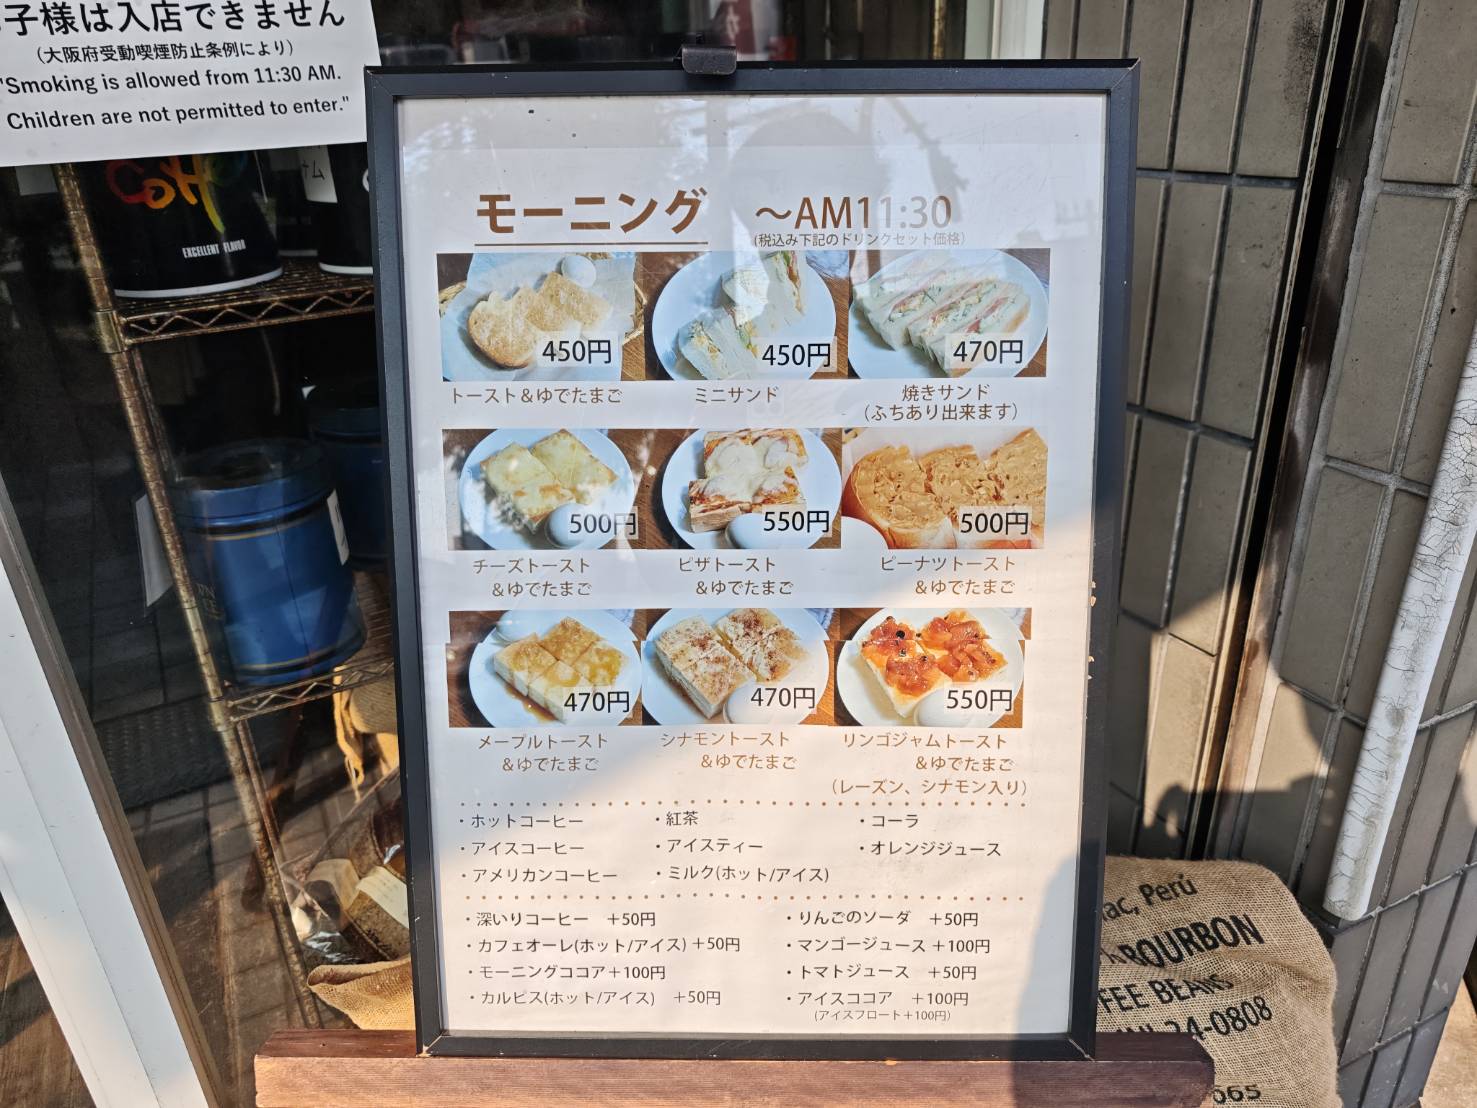 子様は入店できません
(大阪府受動喫煙防止条例により)
"Smoking is allowed from 11:30 AM.
Children are not permitted to enter."
EXCELLENT FLAVOR
モーニング ～AM11:30
(税込み下記のドリンクセット価格)
450円 450円 470円
トースト＆ゆでたまご ミニサンド 焼きサンド
(ふちあり出来ます)
500円 550円 500円
チーズトースト ピザトースト ピーナツトースト
＆ゆでたまご ＆ゆでたまご ＆ゆでたまご
470円 470円 550円
メープルトースト シナモントースト リンゴジャムトースト
＆ゆでたまご ＆ゆでたまご ＆ゆでたまご
(レーズン、シナモン入り)
・ホットコーヒー ・紅茶 ・コーラ
・アイスコーヒー ・アイスティー ・オレンジジュース
・アメリカンコーヒー ・ミルク(ホット/アイス)
・深いりコーヒー ＋50円 ・りんごのソーダ ＋50円
・カフェオーレ(ホット/アイス)＋50円 ・マンゴージュース＋100円
・モーニングココア＋100円 ・トマトジュース ＋50円
・カルピス(ホット/アイス) ＋50円 ・アイスココア ＋100円
(アイスフロート＋100円)
ac, Perú
BOURBON
FEE BEANS
24-0808